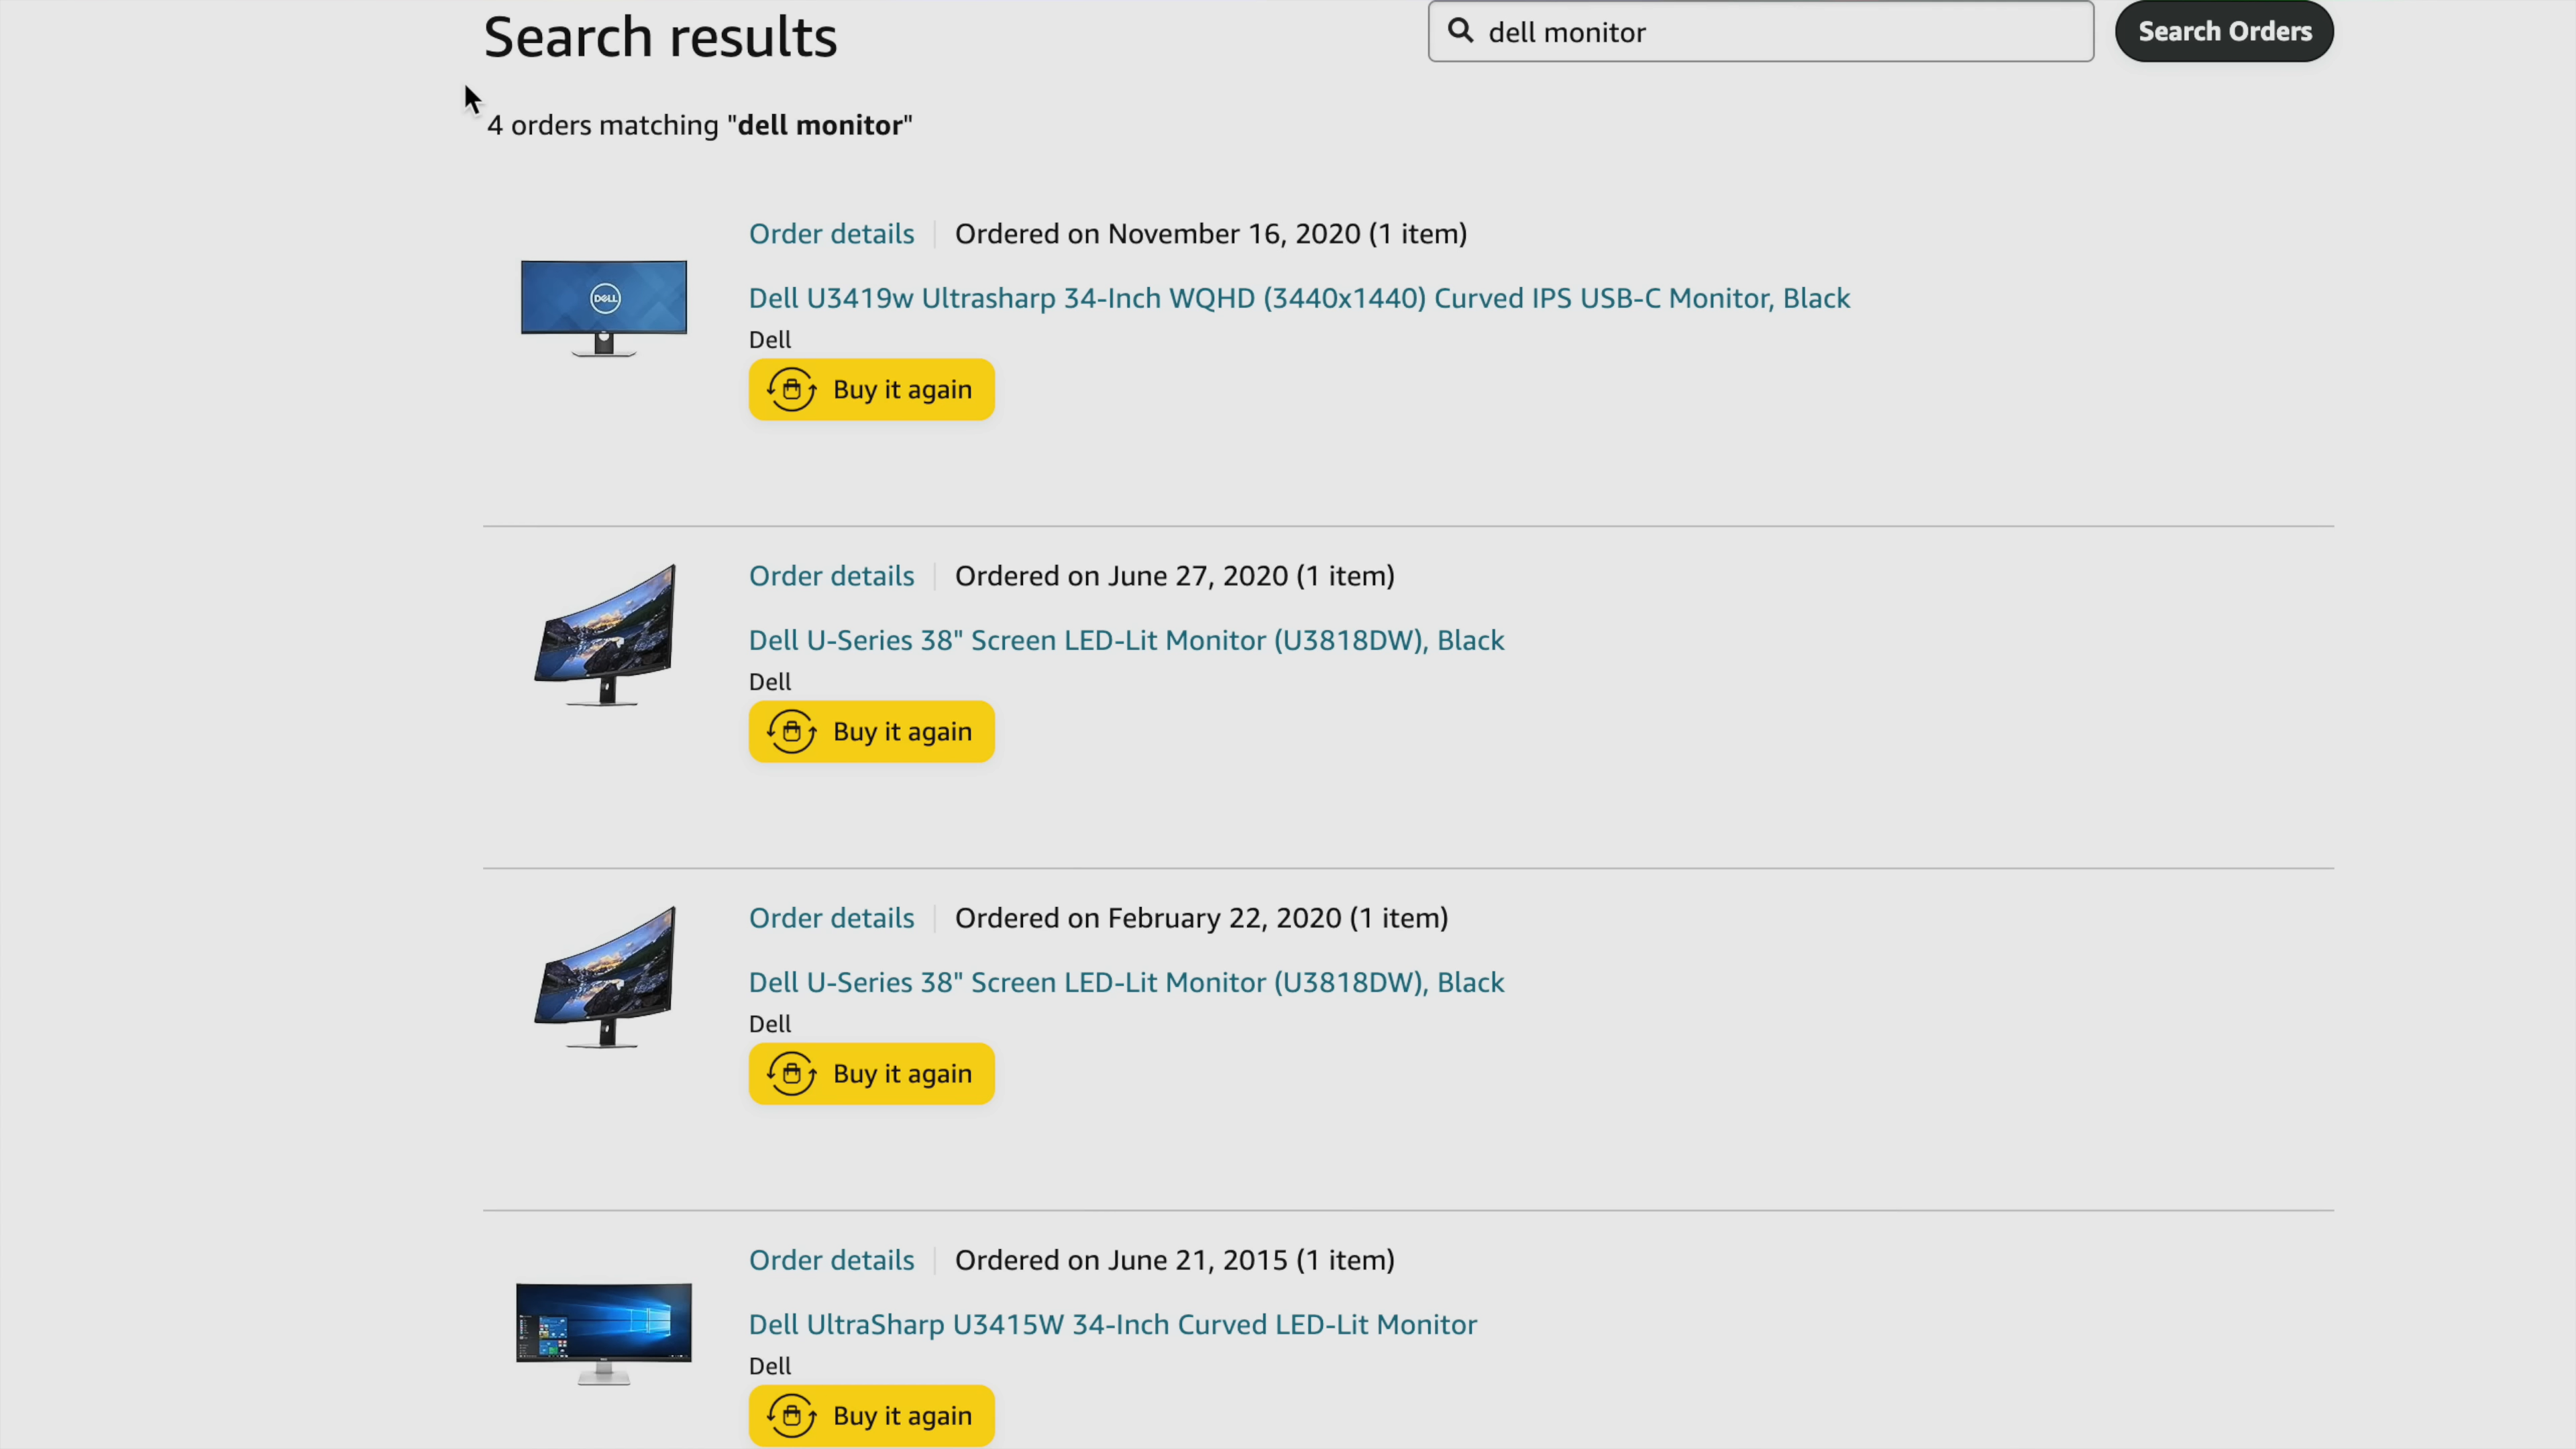 Search results
dell monitor
Search Orders
4 orders matching "dell monitor"
Order details Ordered on November 16, 2020 (1 item)
DELL
Dell U3419w Ultrasharp 34-Inch WQHD (3440x1440) Curved IPS USB-C Monitor, Black
Dell
Buy it again
Order details Ordered on June 27, 2020 (1 item)
Dell U-Series 38" Screen LED-Lit Monitor (U3818DW), Black
Dell
Buy it again
Order details Ordered on February 22, 2020 (1 item)
Dell U-Series 38" Screen LED-Lit Monitor (U3818DW), Black
Dell
Buy it again
Order details Ordered on June 21, 2015 (1 item)
Dell UltraSharp U3415W 34-Inch Curved LED-Lit Monitor
Dell
Buy it again